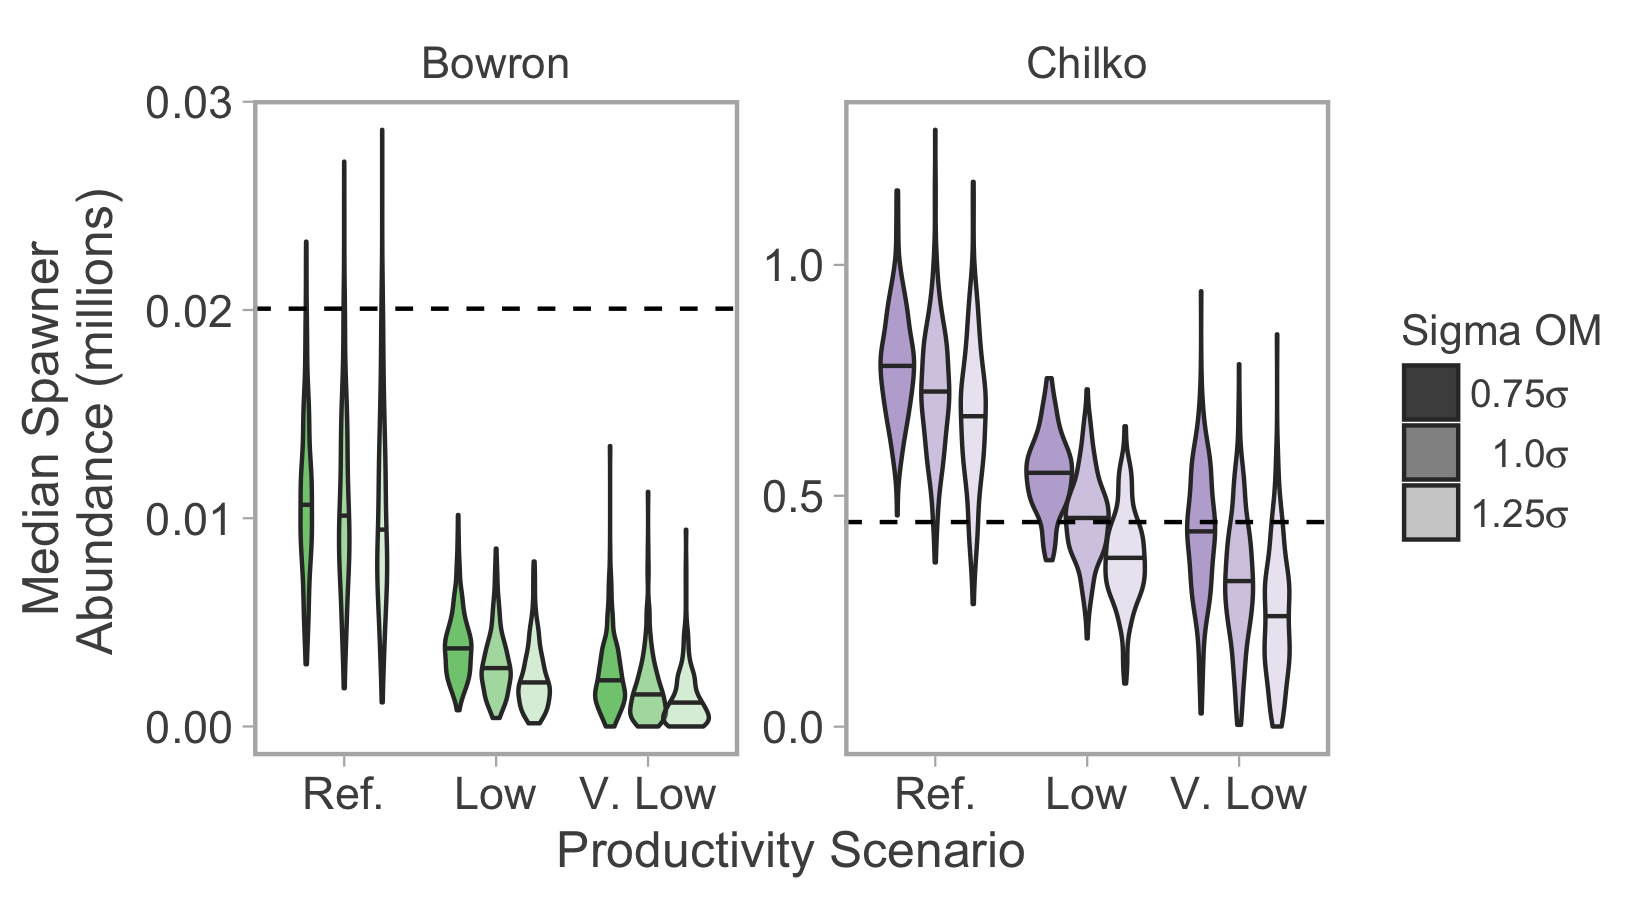 Bowron
Chilko
Median Spawner
Abundance (millions)
0.03
0.02
0.01
0.00
1.0
0.5
0.0
Ref. Low V. Low
Ref. Low V. Low
Productivity Scenario
Sigma OM
0.75σ
1.0σ
1.25σ